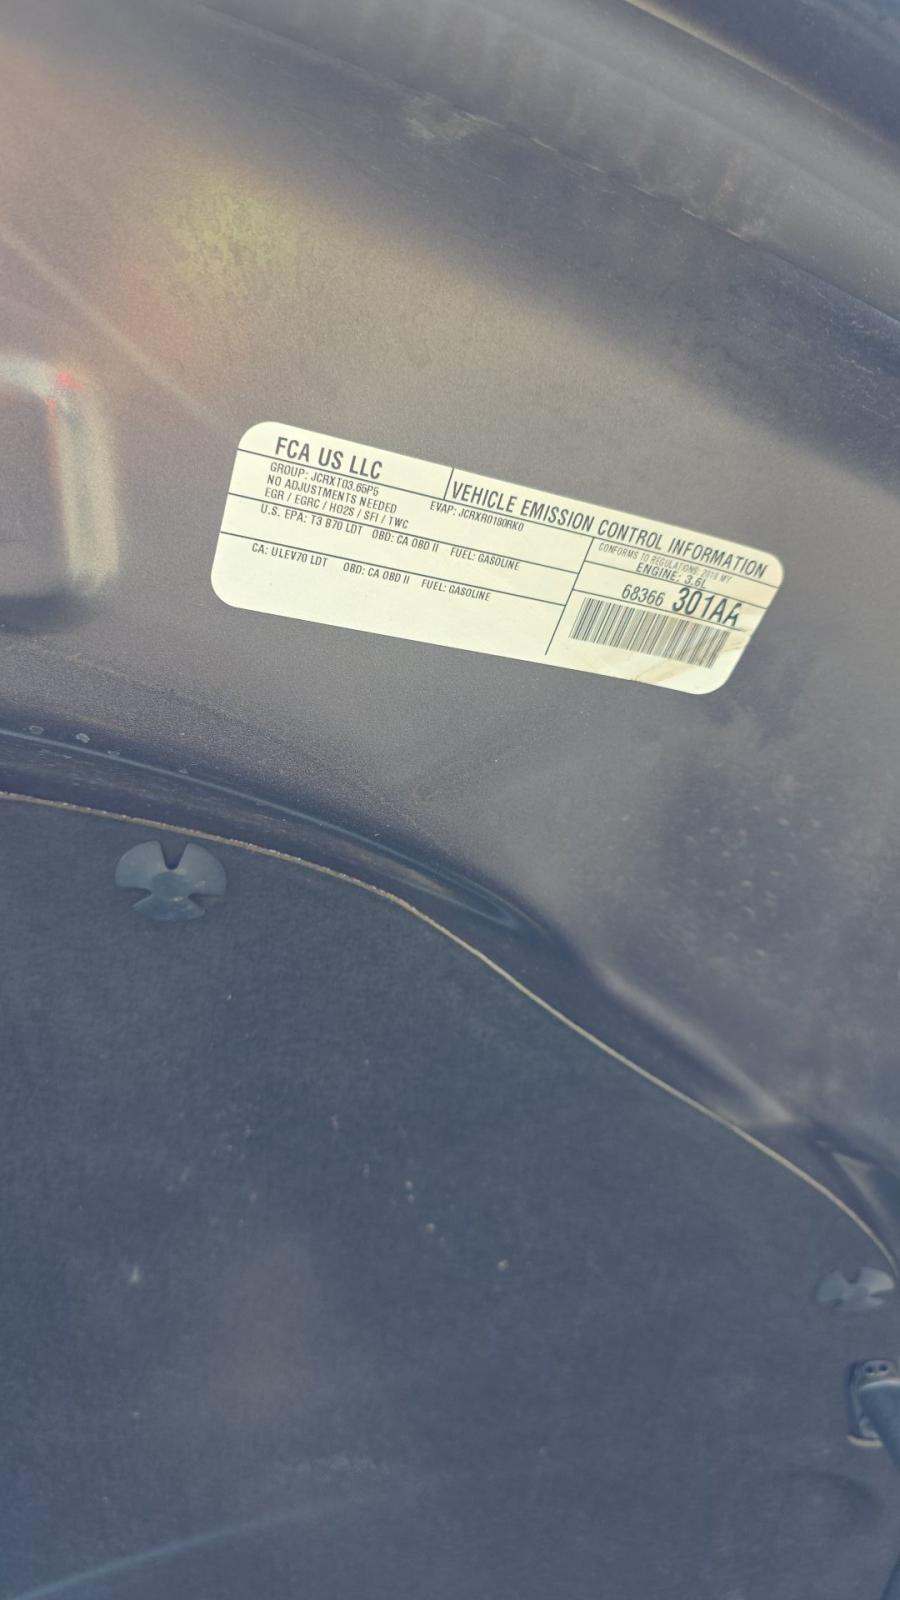 FCA US LLC
VEHICLE EMISSION CONTROL INFORMATION
GROUP: JCRXT03.65P5
EVAP: JCRXR0180RK0
NO ADJUSTMENTS NEEDED
EGR / EGRC / HO2S / SFI / TWC
CONFORMS TO REGULATIONS: 2018 MY
ENGINE: 3.6L
U.S. EPA: T3 B70 LDT OBD: CA OBD II FUEL: GASOLINE
CA: ULEV70 LDT OBD: CA OBD II FUEL: GASOLINE
68366 301AA